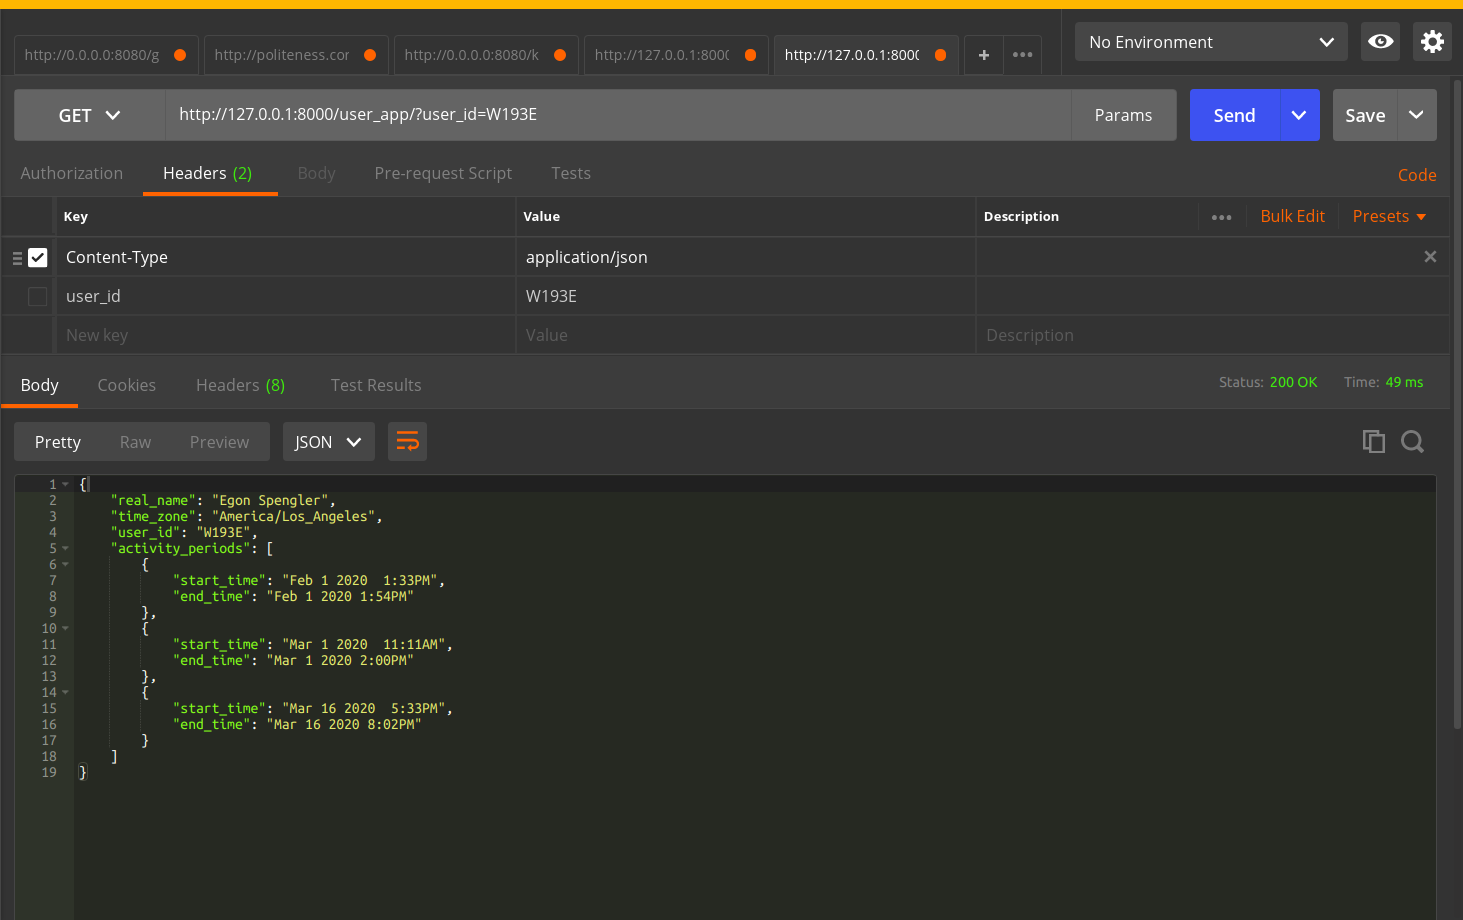 http://0.0.0.0:8080/g http://politeness.cor http://0.0.0.0:8080/k http://127.0.0.1:8000 http://127.0.0.1:8000 + ••• No Environment
GET http://127.0.0.1:8000/user_app/?user_id=W193E Params Send Save
Authorization Headers (2) Body Pre-request Script Tests Code
Key Value Description ••• Bulk Edit Presets
Content-Type application/json
user_id W193E
New key Value Description
Body Cookies Headers (8) Test Results Status: 200 OK Time: 49 ms
Pretty Raw Preview JSON
1 {
2 "real_name": "Egon Spengler",
3 "time_zone": "America/Los_Angeles",
4 "user_id": "W193E",
5 "activity_periods": [
6 {
7 "start_time": "Feb 1 2020  1:33PM",
8 "end_time": "Feb 1 2020 1:54PM"
9 },
10 {
11 "start_time": "Mar 1 2020  11:11AM",
12 "end_time": "Mar 1 2020 2:00PM"
13 },
14 {
15 "start_time": "Mar 16 2020  5:33PM",
16 "end_time": "Mar 16 2020 8:02PM"
17 }
18 ]
19 }